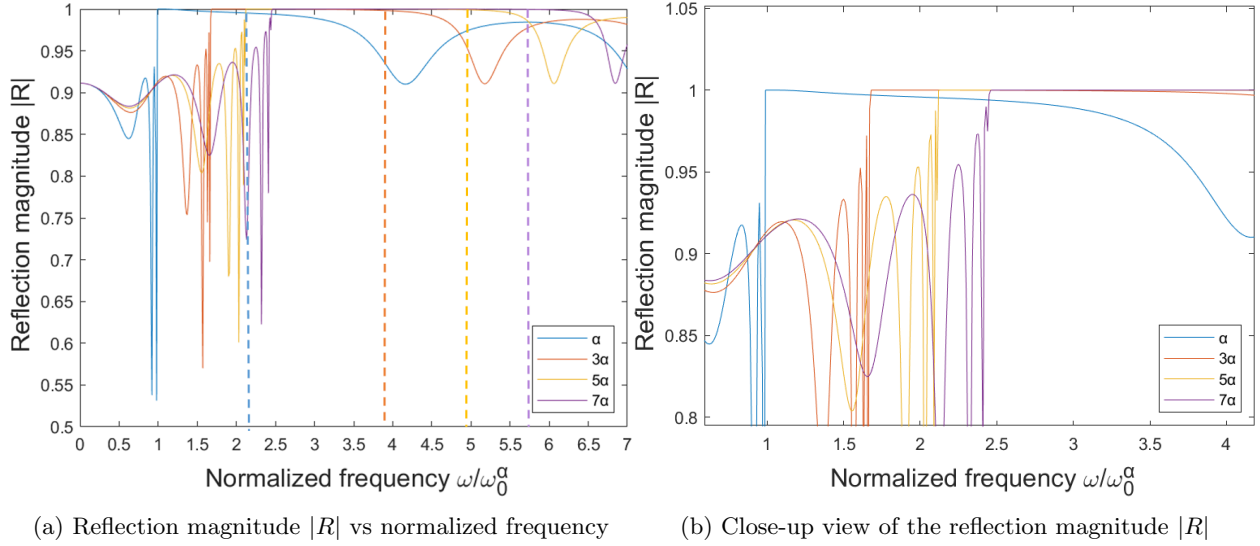 1
0.95
0.9
0.85
0.8
0.75
0.7
0.65
0.6
0.55
0.5
Reflection magnitude |R|
0 0.5 1 1.5 2 2.5 3 3.5 4 4.5 5 5.5 6 6.5 7
Normalized frequency ω/ω₀^α
α
3α
5α
7α
(a) Reflection magnitude |R| vs normalized frequency
1.05
1
0.95
0.9
0.85
0.8
Reflection magnitude |R|
1 1.5 2 2.5 3 3.5 4
Normalized frequency ω/ω₀^α
α
3α
5α
7α
(b) Close-up view of the reflection magnitude |R|